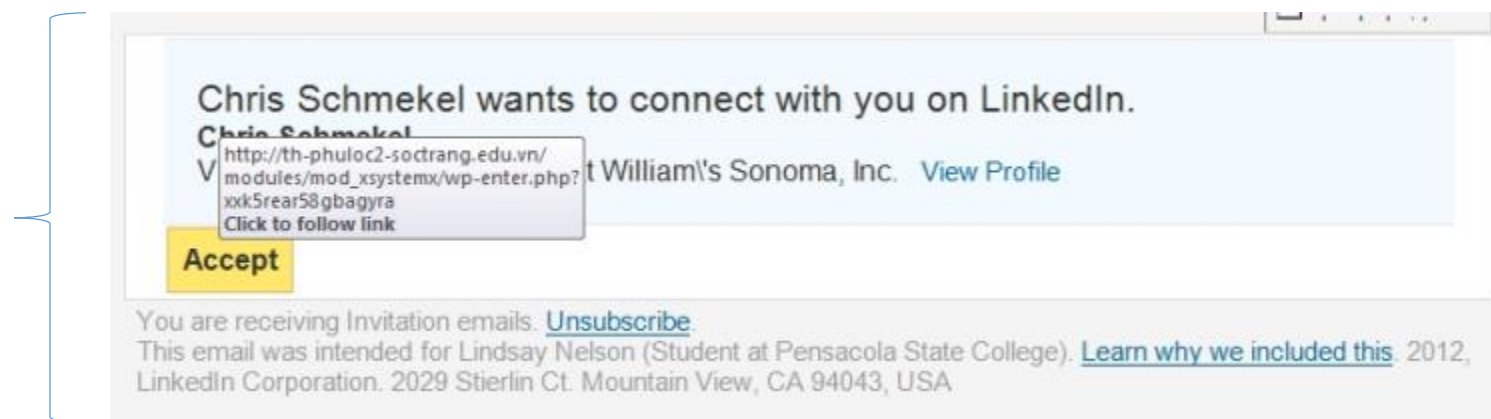 Chris Schmekel wants to connect with you on LinkedIn.
Chris Schmekel
V
http://th-phuloc2-soctrang.edu.vn/
modules/mod_xsystemx/wp-enter.php?
xxk5rear58gbagyra
Click to follow link
t William\'s Sonoma, Inc. View Profile
Accept
You are receiving Invitation emails. Unsubscribe.
This email was intended for Lindsay Nelson (Student at Pensacola State College). Learn why we included this. 2012,
LinkedIn Corporation. 2029 Stierlin Ct. Mountain View, CA 94043, USA